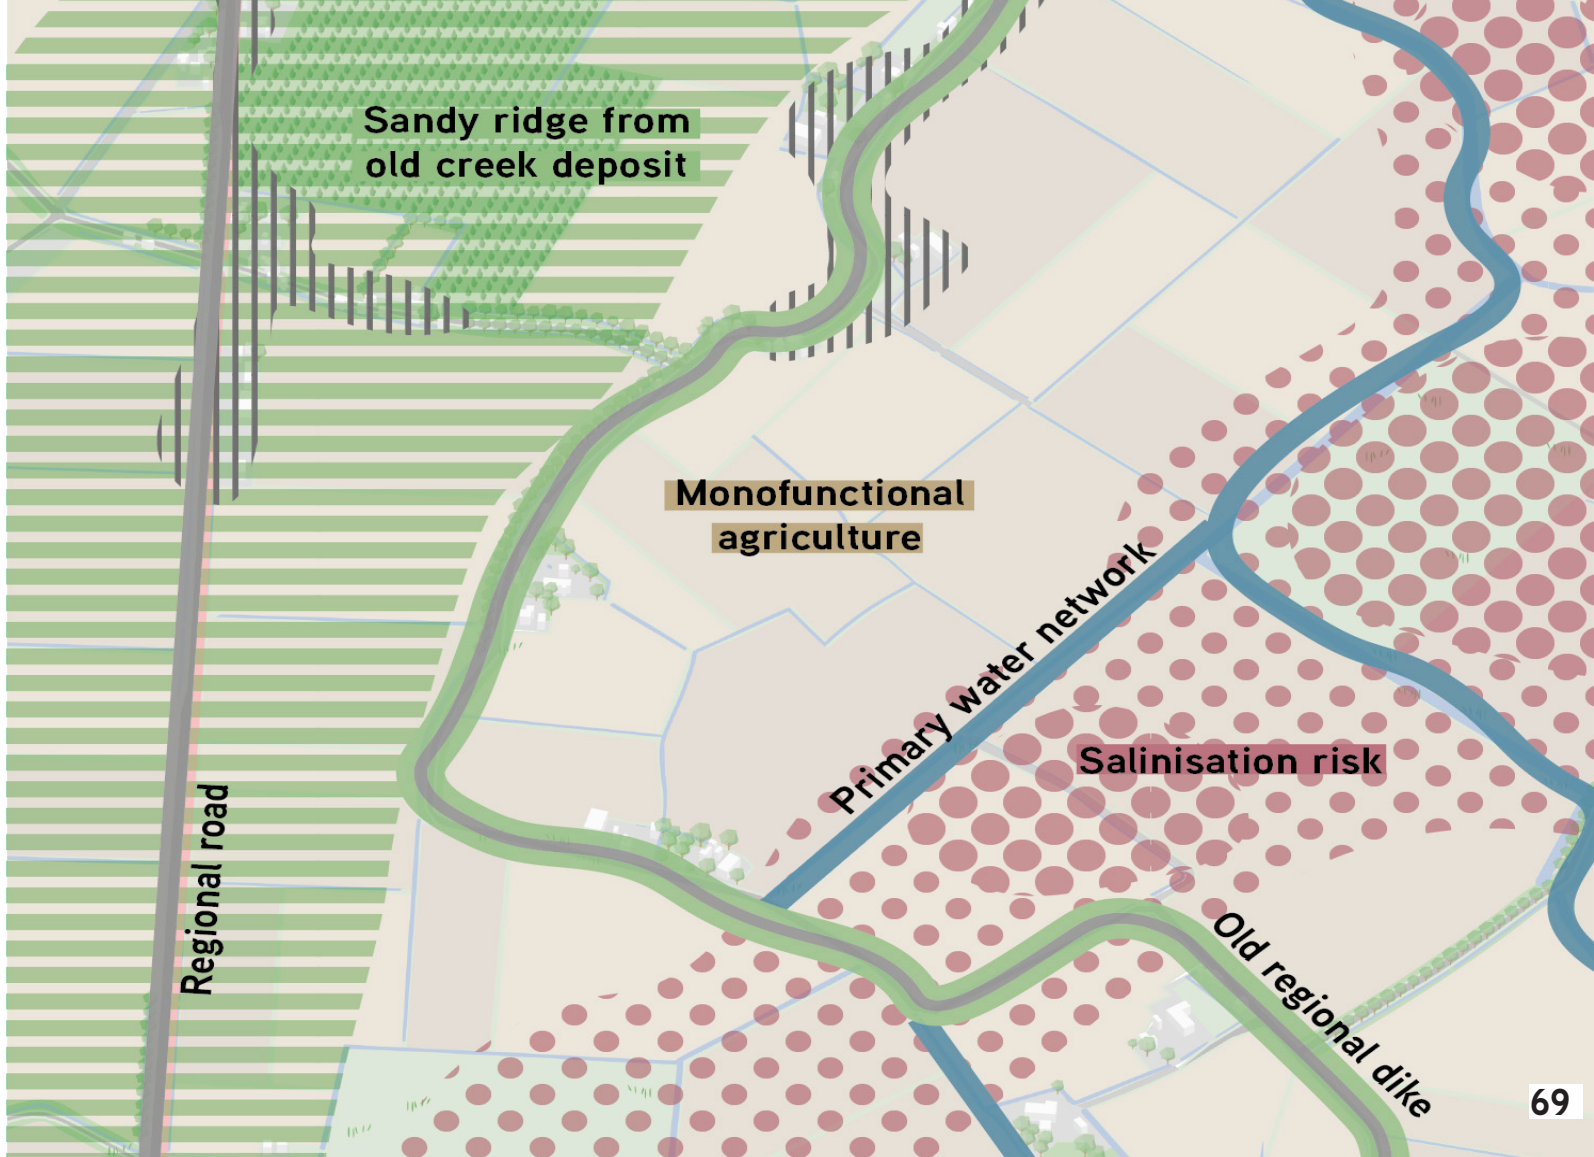 Sandy ridge from
old creek deposit
Monofunctional
agriculture
Primary water network
Salinisation risk
Regional road
Old regional dike
69